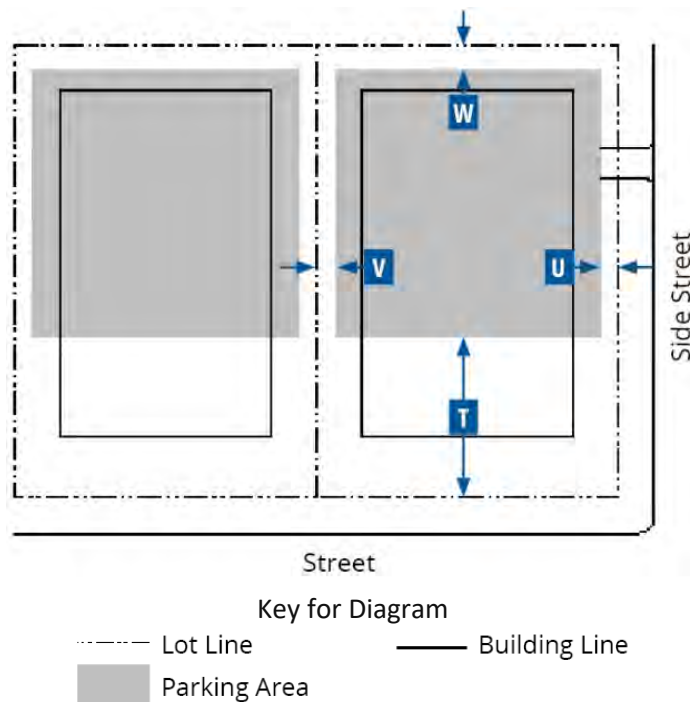 W
V
U
T
Side Street
Street
Key for Diagram
Lot Line
Building Line
Parking Area